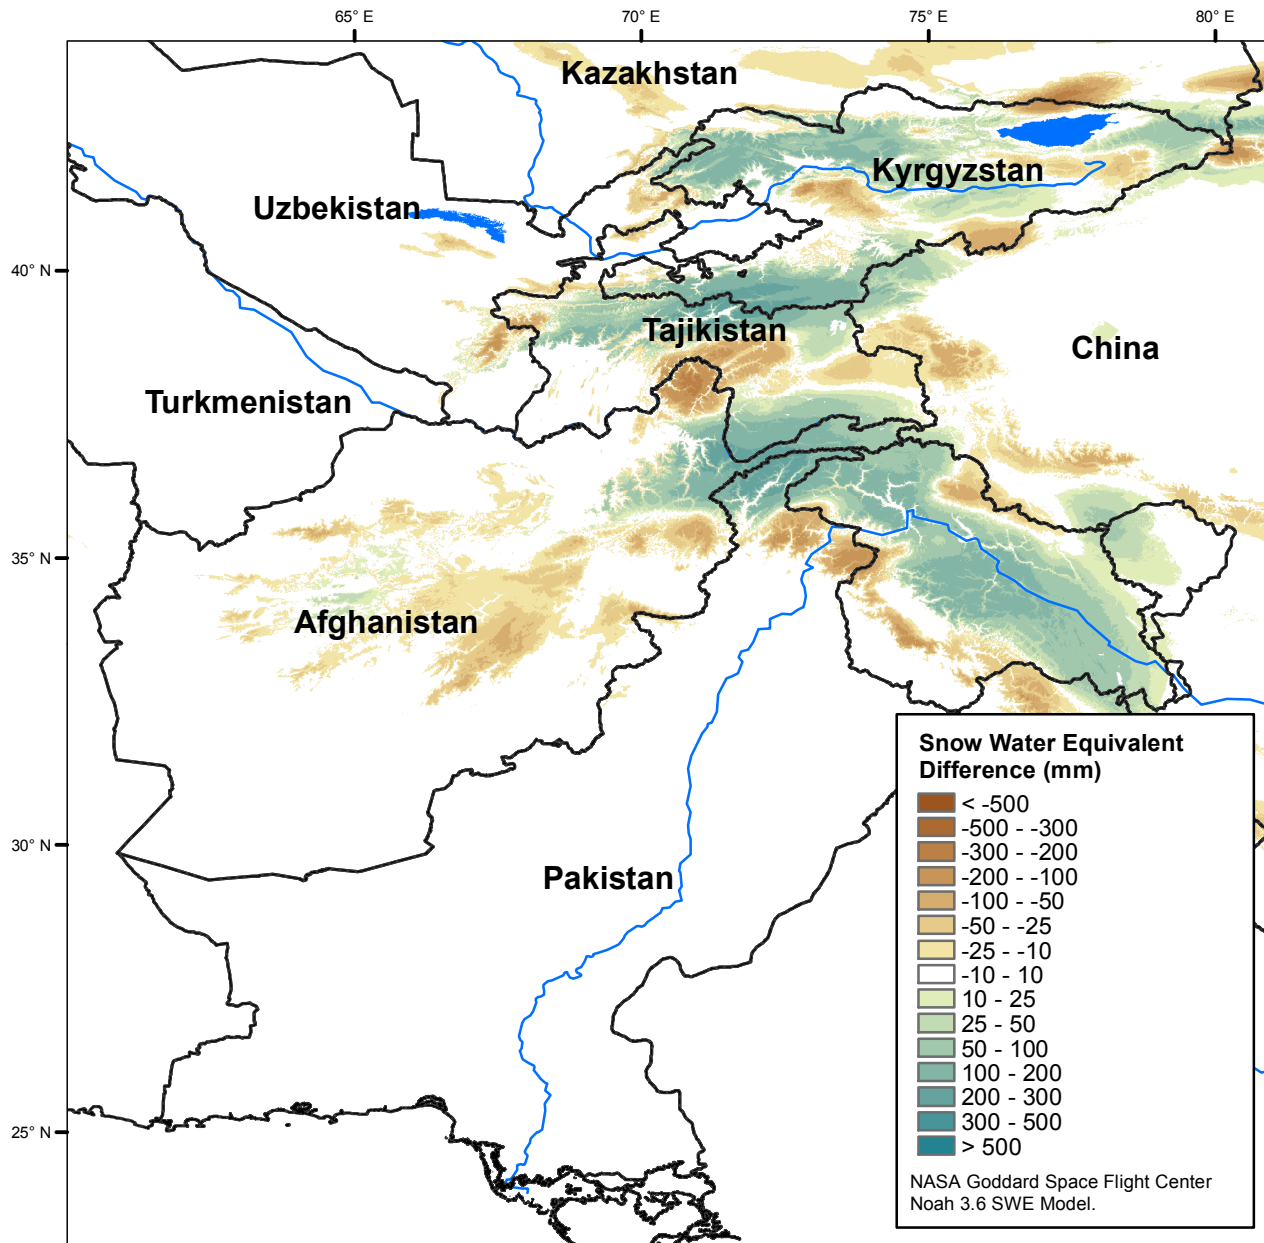 65° E
70° E
75° E
80° E
Kazakhstan
Kyrgyzstan
Uzbekistan
40° N
Tajikistan
China
Turkmenistan
35° N
Afghanistan
Snow Water Equivalent
Difference (mm)
< -500
-500 - -300
-300 - -200
-200 - -100
-100 - -50
-50 - -25
-25 - -10
-10 - 10
10 - 25
25 - 50
50 - 100
100 - 200
200 - 300
300 - 500
> 500
30° N
Pakistan
25° N
NASA Goddard Space Flight Center
Noah 3.6 SWE Model.